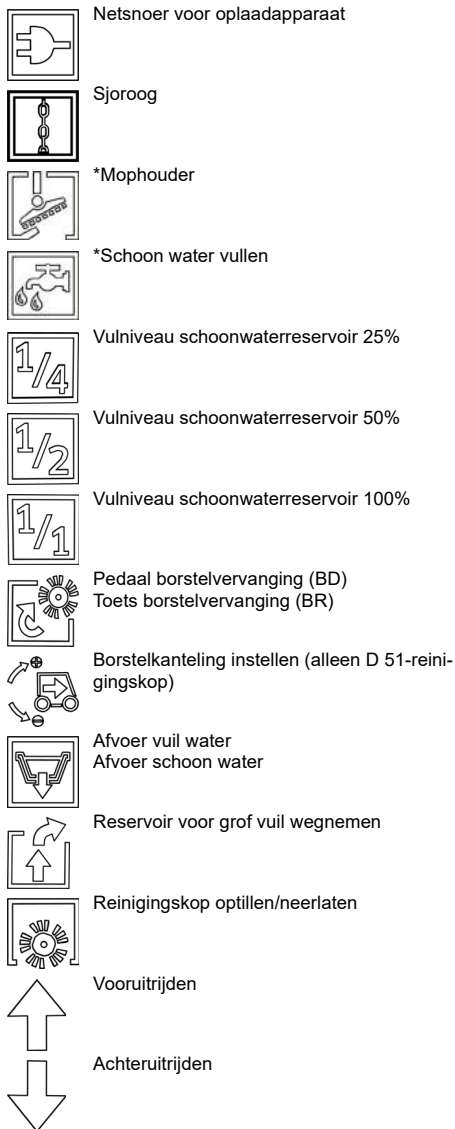 Netsnoer voor oplaadapparaat
Sjoroog
*Mophouder
*Schoon water vullen
1/4
Vulniveau schoonwaterreservoir 25%
1/2
Vulniveau schoonwaterreservoir 50%
1/1
Vulniveau schoonwaterreservoir 100%
Pedaal borstelvervanging (BD)
Toets borstelvervanging (BR)
Borstelkanteling instellen (alleen D 51-reini-
gingskop)
Afvoer vuil water
Afvoer schoon water
Reservoir voor grof vuil wegnemen
Reinigingskop optillen/neerlaten
Vooruitrijden
Achteruitrijden